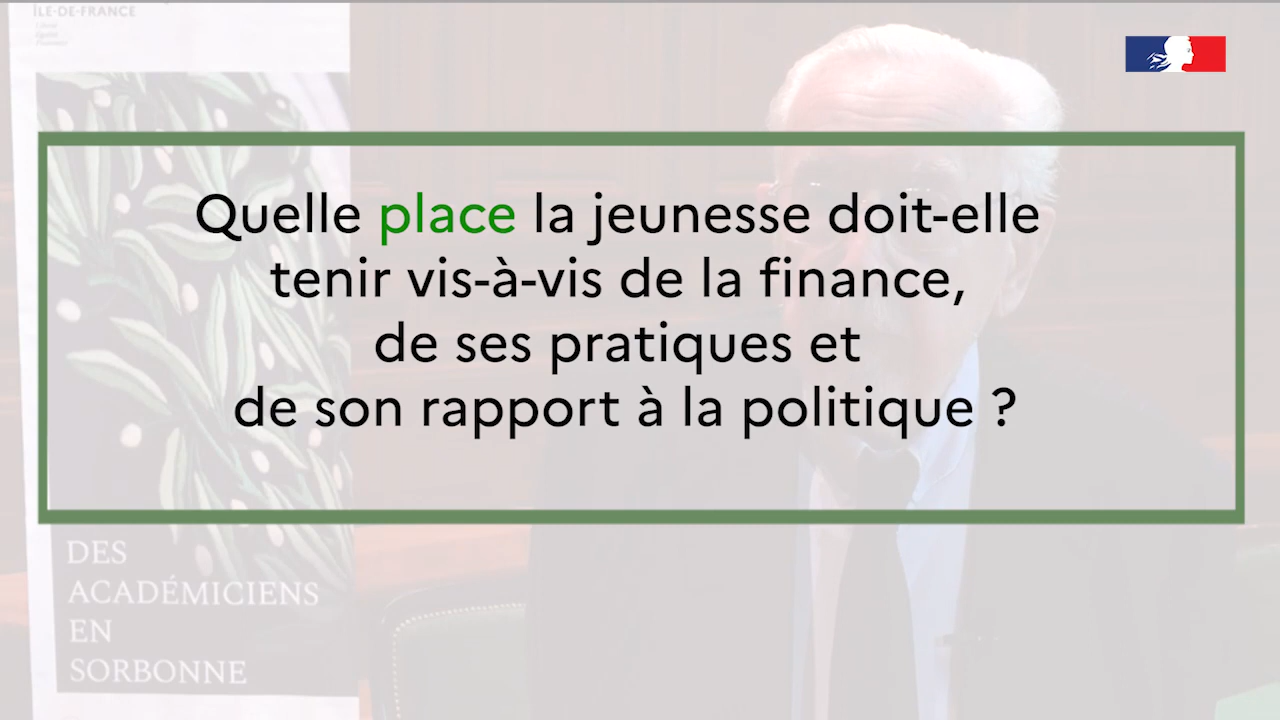 ÎLE-DE-FRANCE
Quelle place la jeunesse doit-elle
tenir vis-à-vis de la finance,
de ses pratiques et
de son rapport à la politique ?
DES
ACADÉMICIENS
EN
SORBONNE